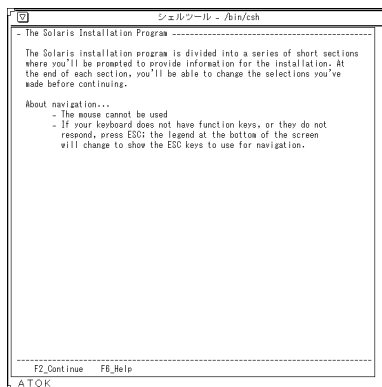 シェルツール - /bin/csh
- The Solaris Installation Program
The Solaris installation program is divided into a series of short sections
where you'll be prompted to provide information for the installation. At
the end of each section, you'll be able to change the selections you've
made before continuing.
About navigation...
- The mouse cannot be used
- If your keyboard does not have function keys, or they do not
respond, press ESC; the legend at the bottom of the screen
will change to show the ESC keys to use for navigation.
F2_Continue F6_Help
ATOK